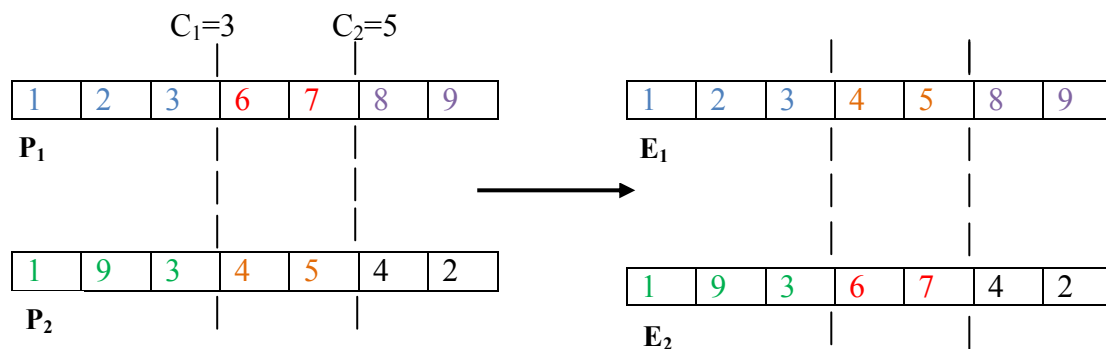 C₁=3 C₂=5
1 2 3 6 7 8 9
1 2 3 4 5 8 9
P₁
E₁
1 9 3 4 5 4 2
1 9 3 6 7 4 2
P₂
E₂